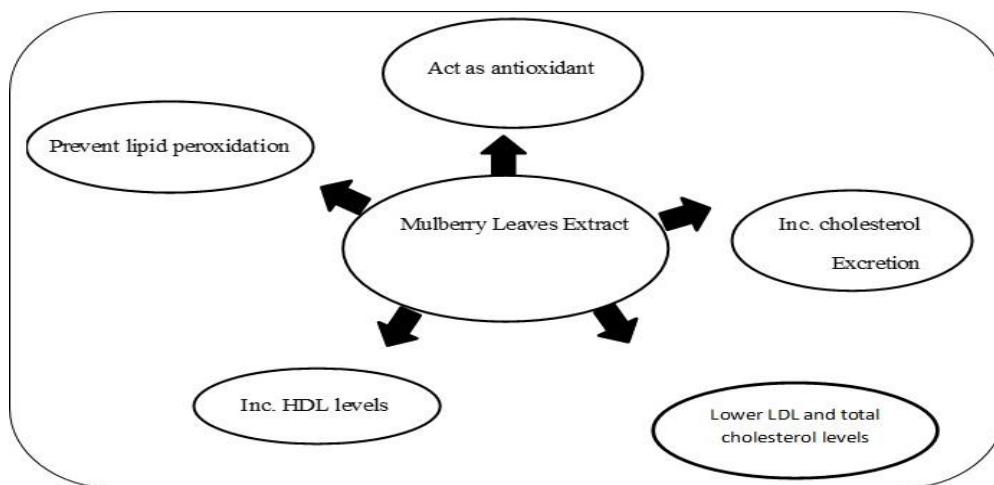 Act as antioxidant
Prevent lipid peroxidation
Mulberry Leaves Extract
Inc. cholesterol
Excretion
Inc. HDL levels
Lower LDL and total
cholesterol levels